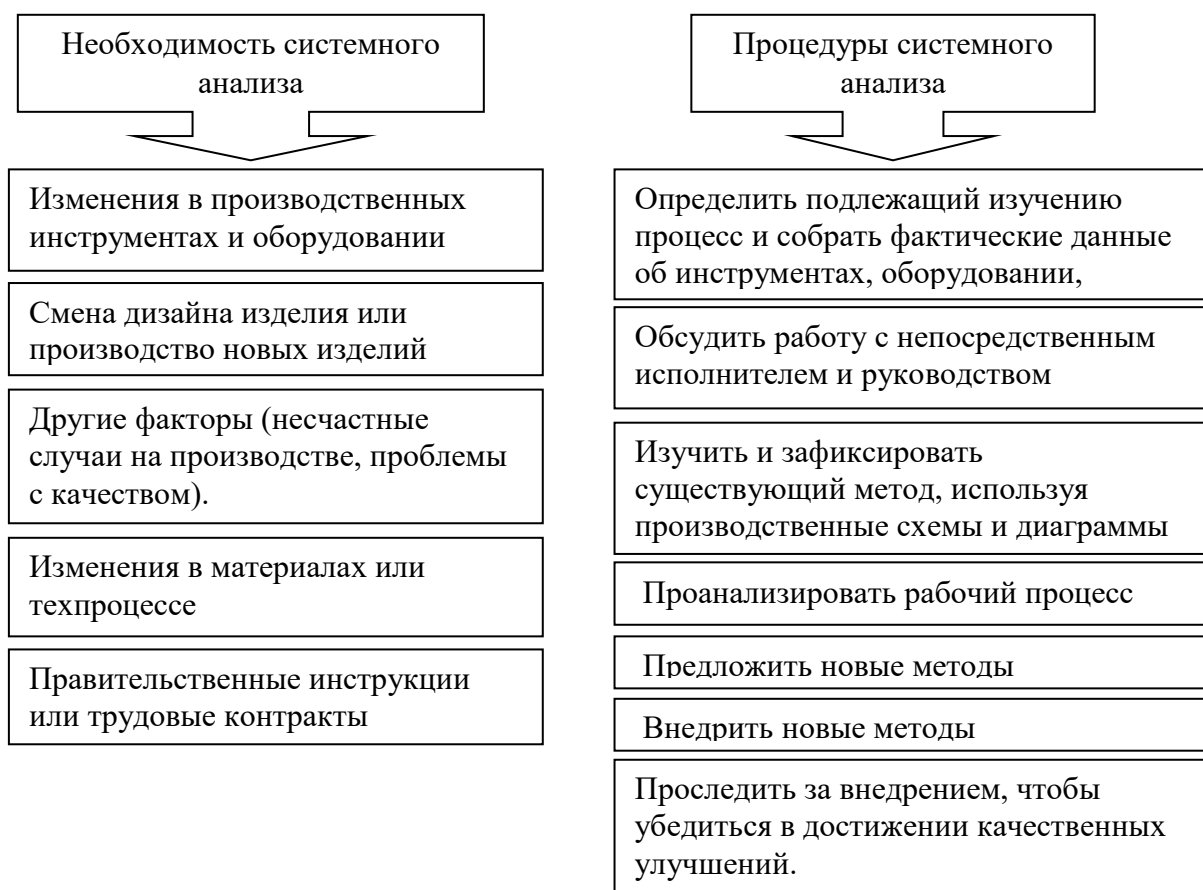 Необходимость системного
анализа
Изменения в производственных
инструментах и оборудовании
Смена дизайна изделия или
производство новых изделий
Другие факторы (несчастные
случаи на производстве, проблемы
с качеством).
Изменения в материалах или
техпроцессе
Правительственные инструкции
или трудовые контракты
Процедуры системного
анализа
Определить подлежащий изучению
процесс и собрать фактические данные
об инструментах, оборудовании,
Обсудить работу с непосредственным
исполнителем и руководством
Изучить и зафиксировать
существующий метод, используя
производственные схемы и диаграммы
Проанализировать рабочий процесс
Предложить новые методы
Внедрить новые методы
Проследить за внедрением, чтобы
убедиться в достижении качественных
улучшений.